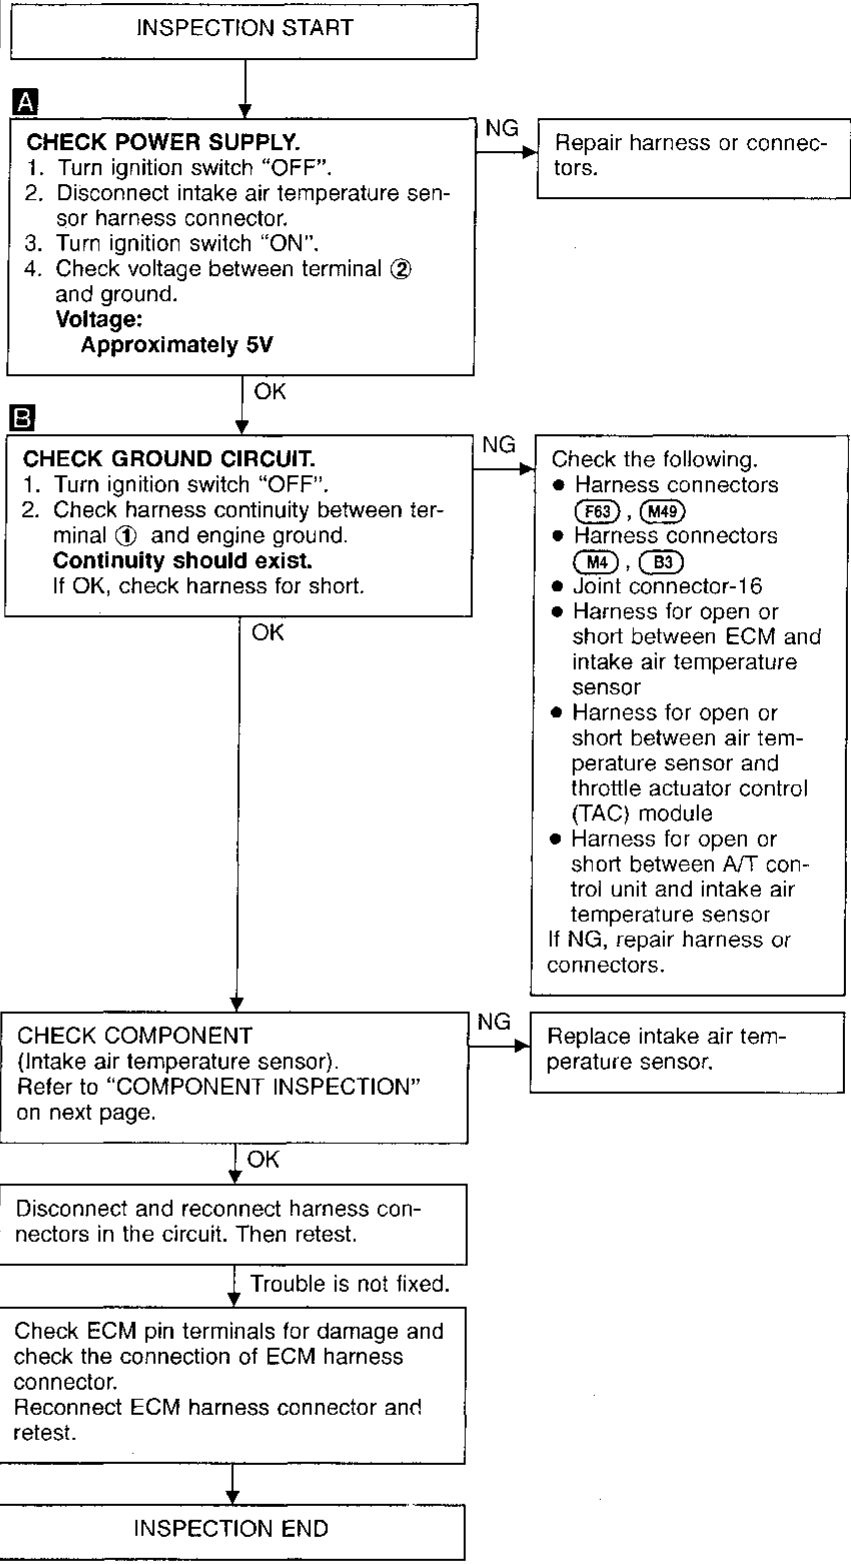 INSPECTION START
A
CHECK POWER SUPPLY.
1. Turn ignition switch “OFF”.
2. Disconnect intake air temperature sen-
sor harness connector.
3. Turn ignition switch “ON”.
4. Check voltage between terminal ②
and ground.
Voltage:
Approximately 5V
NG
Repair harness or connec-
tors.
OK
B
CHECK GROUND CIRCUIT.
1. Turn ignition switch “OFF”.
2. Check harness continuity between ter-
minal ① and engine ground.
Continuity should exist.
If OK, check harness for short.
NG
Check the following.
● Harness connectors
F63 , M49
● Harness connectors
M4 , B3
● Joint connector-16
● Harness for open or
short between ECM and
intake air temperature
sensor
● Harness for open or
short between air tem-
perature sensor and
throttle actuator control
(TAC) module
● Harness for open or
short between A/T con-
trol unit and intake air
temperature sensor
If NG, repair harness or
connectors.
OK
CHECK COMPONENT
(Intake air temperature sensor).
Refer to “COMPONENT INSPECTION”
on next page.
NG
Replace intake air tem-
perature sensor.
OK
Disconnect and reconnect harness con-
nectors in the circuit. Then retest.
Trouble is not fixed.
Check ECM pin terminals for damage and
check the connection of ECM harness
connector.
Reconnect ECM harness connector and
retest.
INSPECTION END